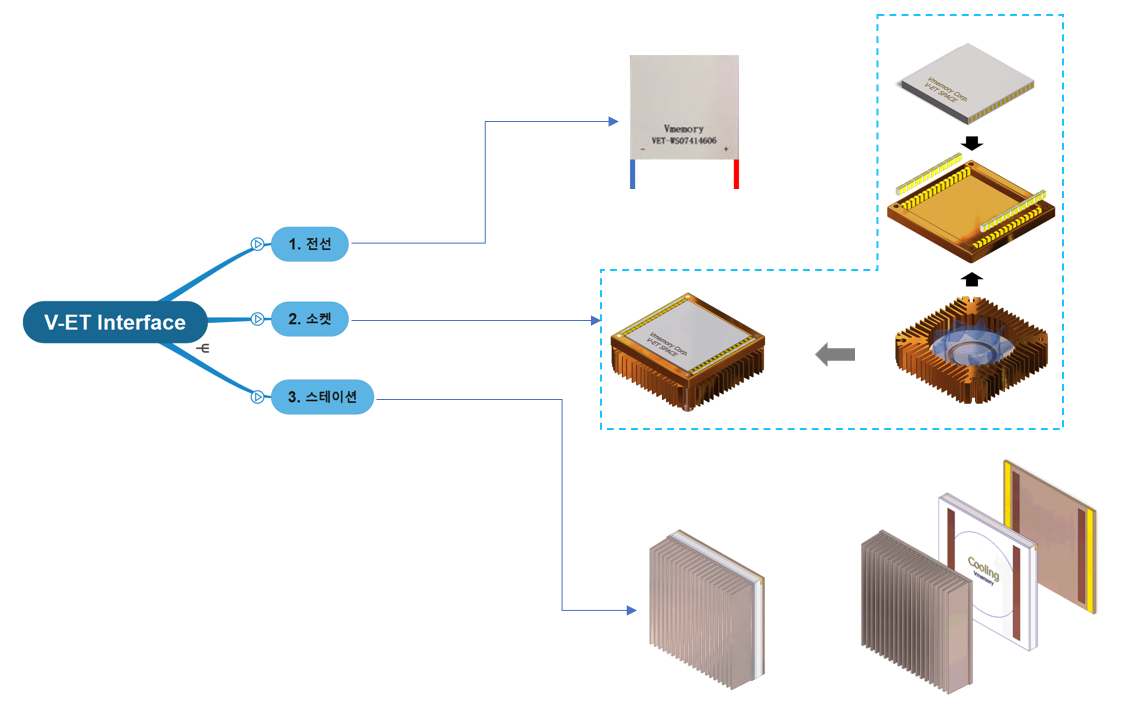 V-ET Interface
1. 전선
2. 소켓
3. 스테이션
Vmemory
VET-WS07414606
- +
Vmemory Corp.
V-ET SPACE
Vmemory Corp.
V-ET SPACE
Cooling
Vmemory